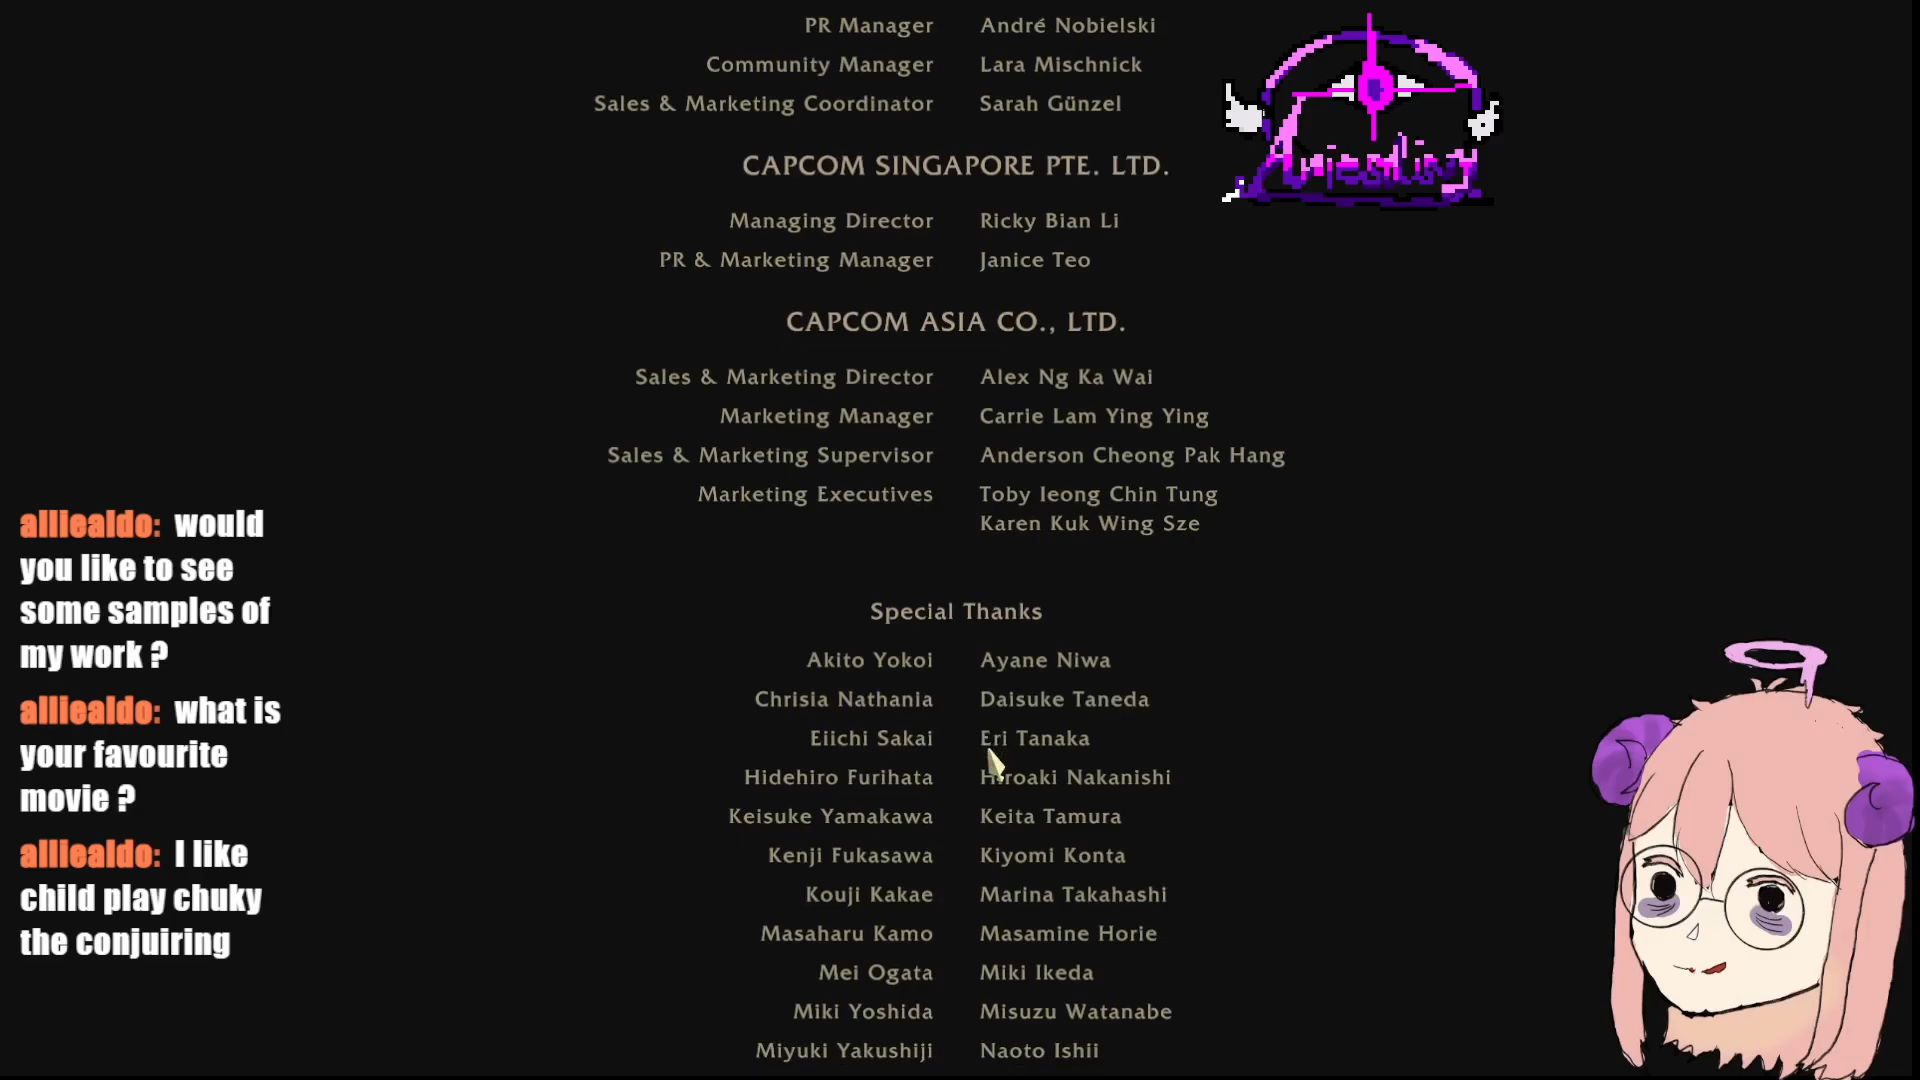 PR Manager André Nobielski
Community Manager Lara Mischnick
Sales & Marketing Coordinator Sarah Günzel
CAPCOM SINGAPORE PTE. LTD.
Managing Director Ricky Bian Li
PR & Marketing Manager Janice Teo
CAPCOM ASIA CO., LTD.
Sales & Marketing Director Alex Ng Ka Wai
Marketing Manager Carrie Lam Ying Ying
Sales & Marketing Supervisor Anderson Cheong Pak Hang
Marketing Executives Toby Ieong Chin Tung
Karen Kuk Wing Sze
Special Thanks
Akito Yokoi Ayane Niwa
Chrisia Nathania Daisuke Taneda
Eiichi Sakai Eri Tanaka
Hidehiro Furihata Hiroaki Nakanishi
Keisuke Yamakawa Keita Tamura
Kenji Fukasawa Kiyomi Konta
Kouji Kakae Marina Takahashi
Masaharu Kamo Masamine Horie
Mei Ogata Miki Ikeda
Miki Yoshida Misuzu Watanabe
Miyuki Yakushiji Naoto Ishii
alliealdo: would
you like to see
some samples of
my work ?
alliealdo: what is
your favourite
movie ?
alliealdo: I like
child play chuky
the conjuiring